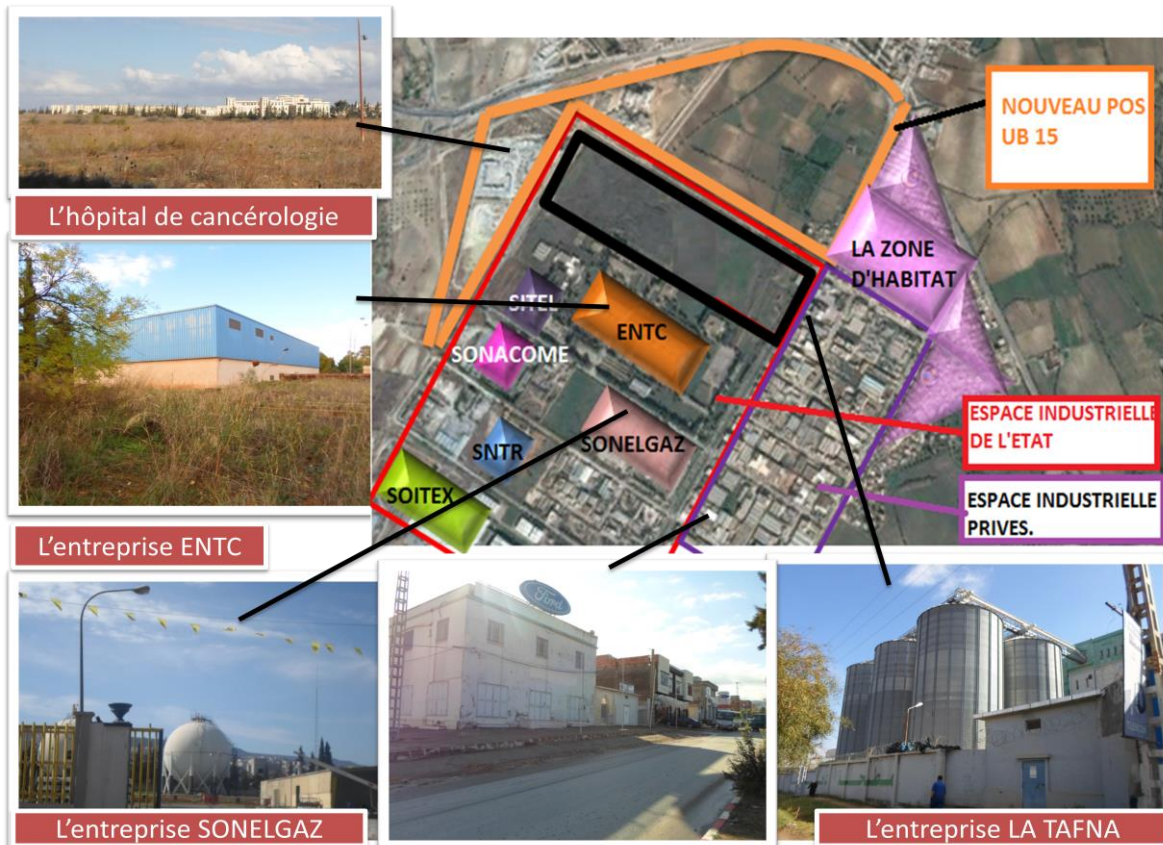 L'hôpital de cancérologie
NOUVEAU POS
UB 15
LA ZONE
D'HABITAT
SITEL
ENTC
SONACOME
ESPACE INDUSTRIELLE
DE L'ETAT
SNTR
SONELGAZ
SOITEX
ESPACE INDUSTRIELLE
PRIVES.
L'entreprise ENTC
Ford
L'entreprise SONELGAZ
L'entreprise LA TAFNA